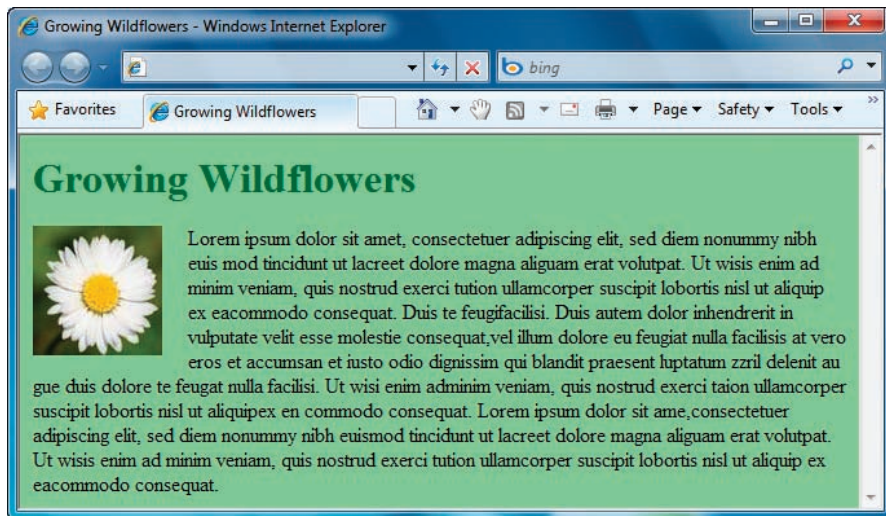 Growing Wildflowers - Windows Internet Explorer
bing
Favorites
Growing Wildflowers
Page
Safety
Tools
Growing Wildflowers
Lorem ipsum dolor sit amet, consectetuer adipiscing elit, sed diem nonummy nibh
euis mod tincidunt ut lacreet dolore magna aliguam erat volutpat. Ut wisis enim ad
minim veniam, quis nostrud exerci tution ullamcorper suscipit lobortis nisl ut aliquip
ex eacommodo consequat. Duis te feugifacilisi. Duis autem dolor inhendrerit in
vulputate velit esse molestie consequat,vel illum dolore eu feugiat nulla facilisis at vero
eros et accumsan et iusto odio dignissim qui blandit praesent luptatum zzril delenit au
gue duis dolore te feugat nulla facilisi. Ut wisi enim adminim veniam, quis nostrud exerci taion ullamcorper
suscipit lobortis nisl ut aliquipex en commodo consequat. Lorem ipsum dolor sit ame,consectetuer
adipiscing elit, sed diem nonummy nibh euismod tincidunt ut lacreet dolore magna aliguam erat volutpat.
Ut wisis enim ad minim veniam, quis nostrud exerci tution ullamcorper suscipit lobortis nisl ut aliquip ex
eacommodo consequat.